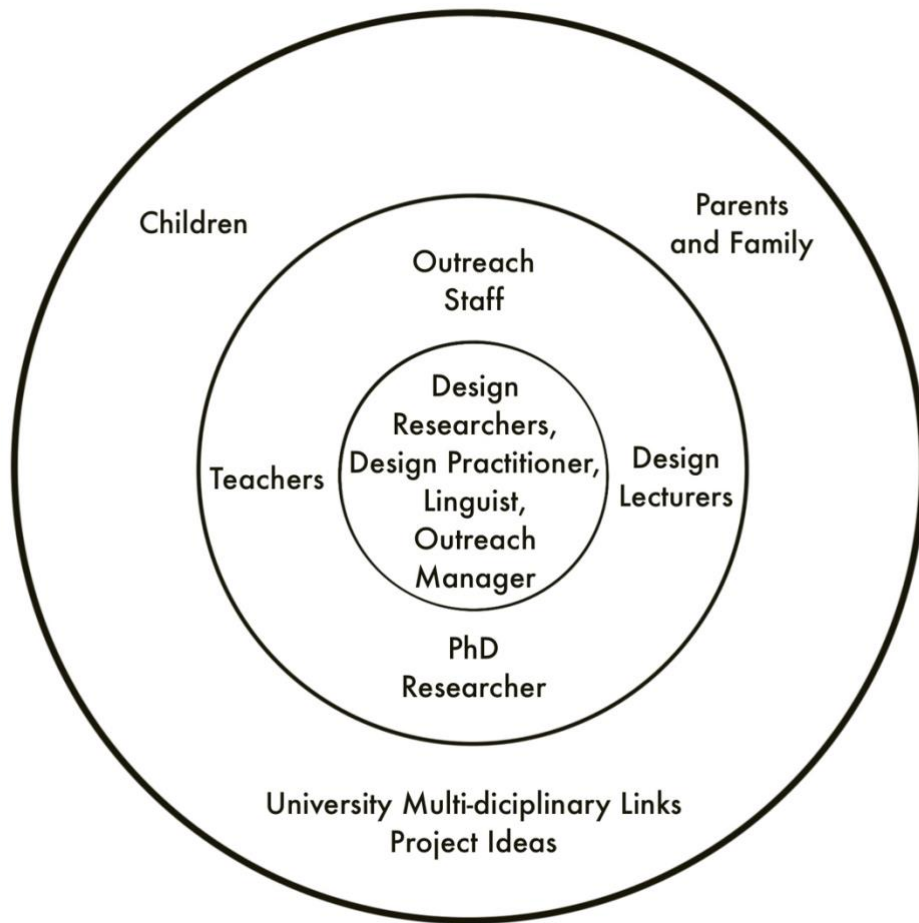 Children
Parents
and Family
Outreach
Staff
Design
Researchers,
Design Practitioner,
Linguist,
Outreach
Manager
Teachers
Design
Lecturers
PhD
Researcher
University Multi-diciplinary Links
Project Ideas